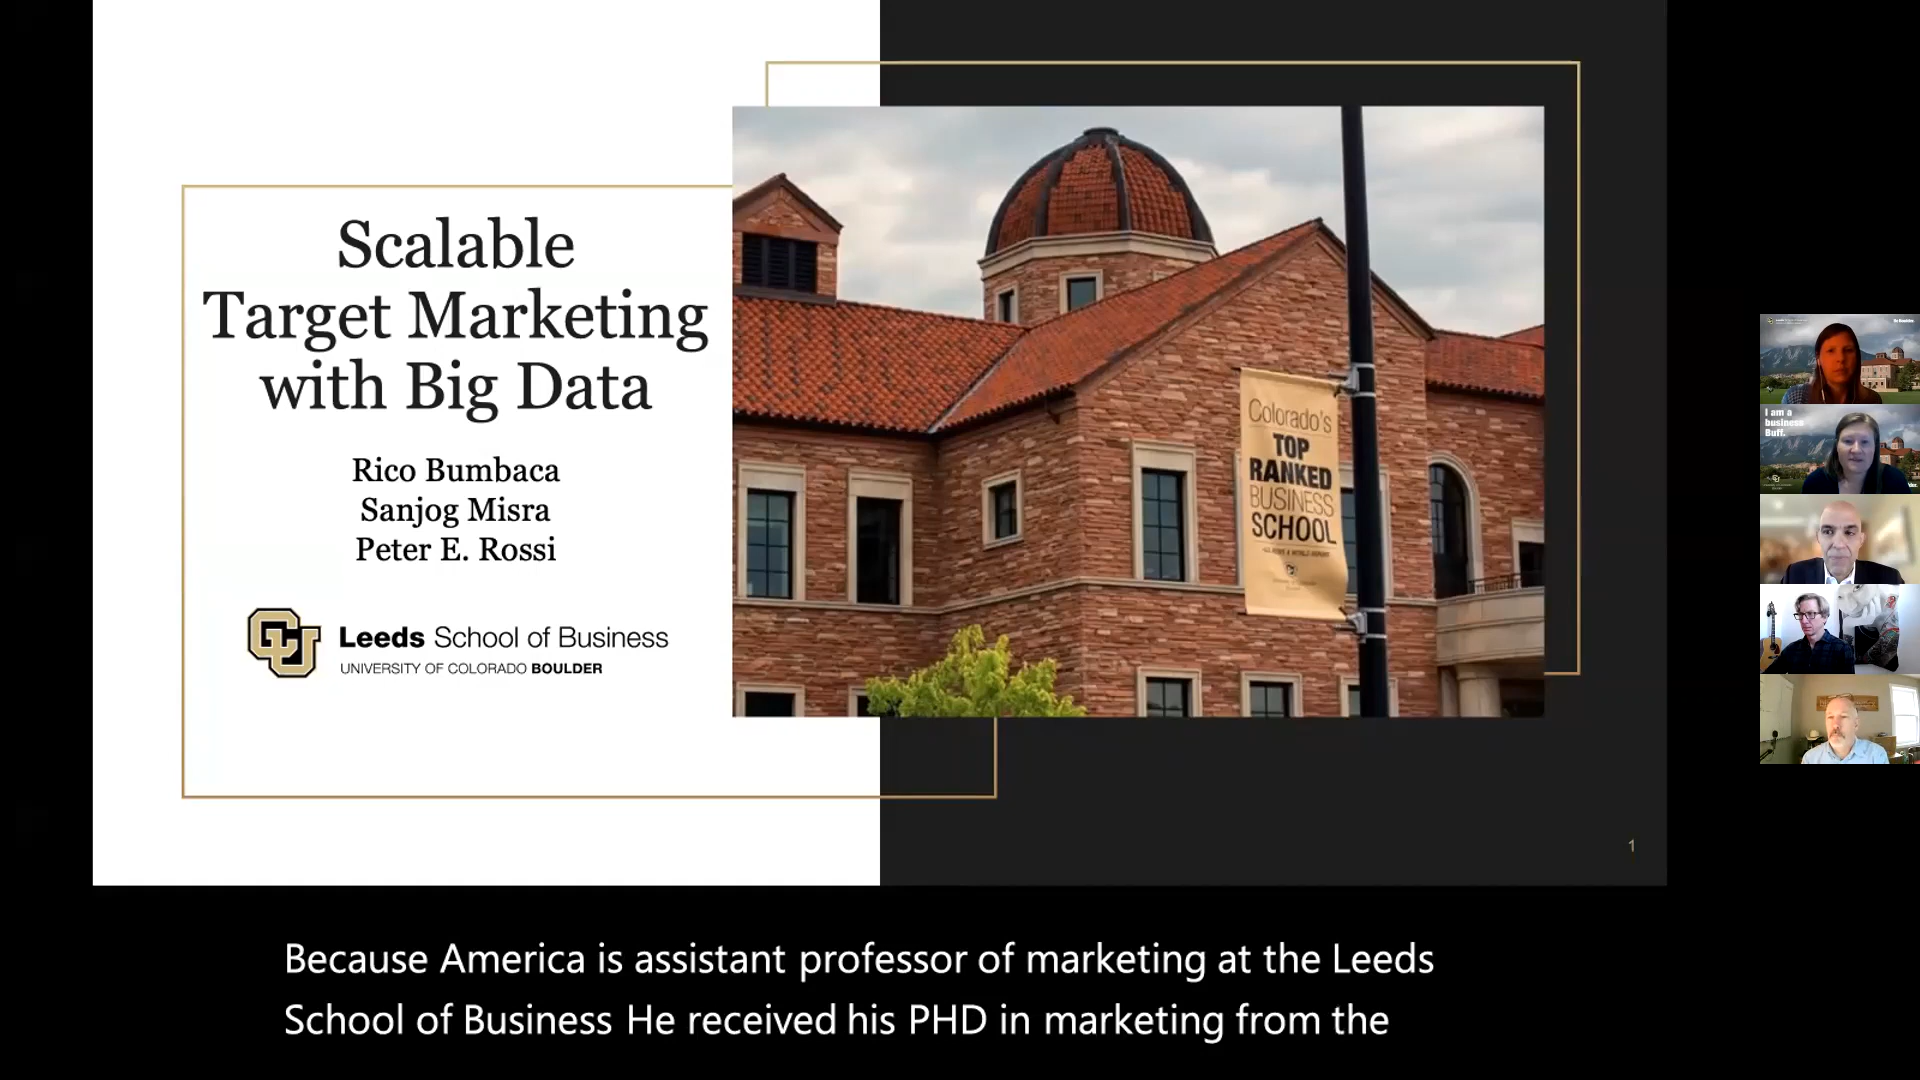 Scalable
Target Marketing
with Big Data
Rico Bumbaca
Sanjog Misra
Peter E. Rossi
CU
Leeds School of Business
UNIVERSITY OF COLORADO BOULDER
Colorado's
TOP
RANKED
BUSINESS
SCHOOL
1
I am a
business
Buff.
Because America is assistant professor of marketing at the Leeds
School of Business He received his PHD in marketing from the